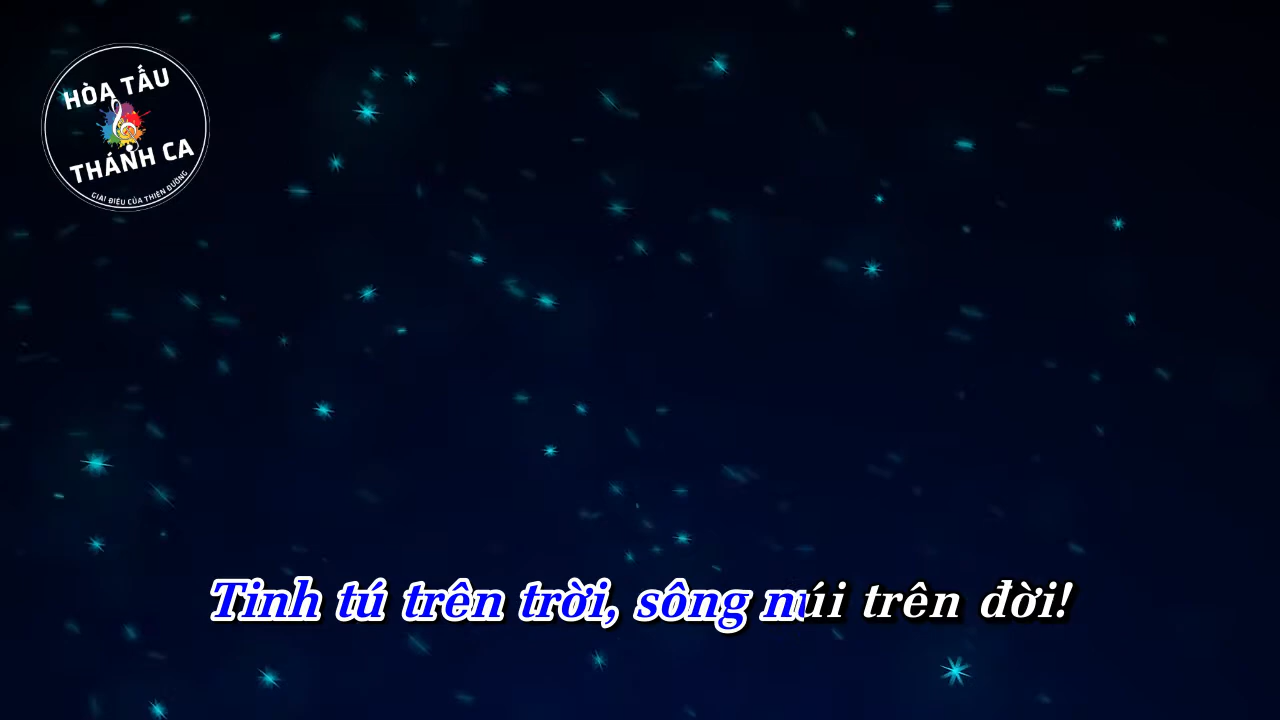 HÒA TẤU
THÁNH CA
GIAI ĐIỆU CỦA THIÊN ĐƯỜNG
Tinh tú trên trời, sông núi trên đời!